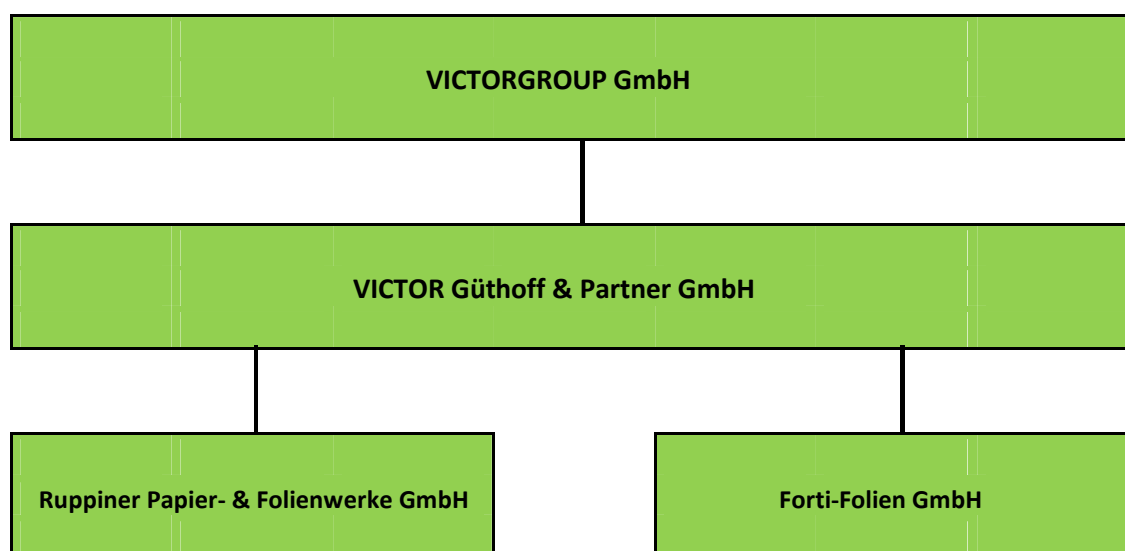 VICTORGROUP GmbH
VICTOR Güthoff & Partner GmbH
Ruppiner Papier- & Folienwerke GmbH
Forti-Folien GmbH